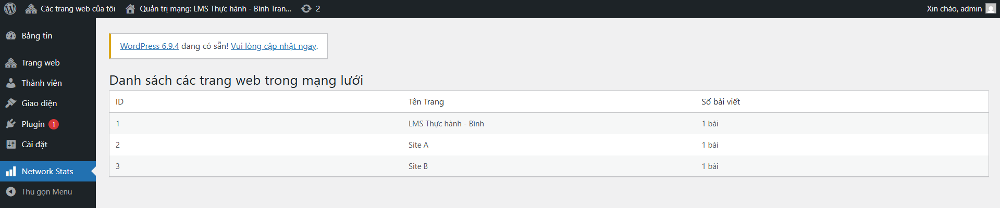 Các trang web của tôi
Quản trị mạng: LMS Thực hành - Bình Tran...
2
Xin chào, admin
Bảng tin
Trang web
Thành viên
Giao diện
Plugin 1
Cài đặt
Network Stats
Thu gọn Menu
WordPress 6.9.4 đang có sẵn! Vui lòng cập nhật ngay.
Danh sách các trang web trong mạng lưới
ID Tên Trang Số bài viết
1 LMS Thực hành - Bình 1 bài
2 Site A 1 bài
3 Site B 1 bài